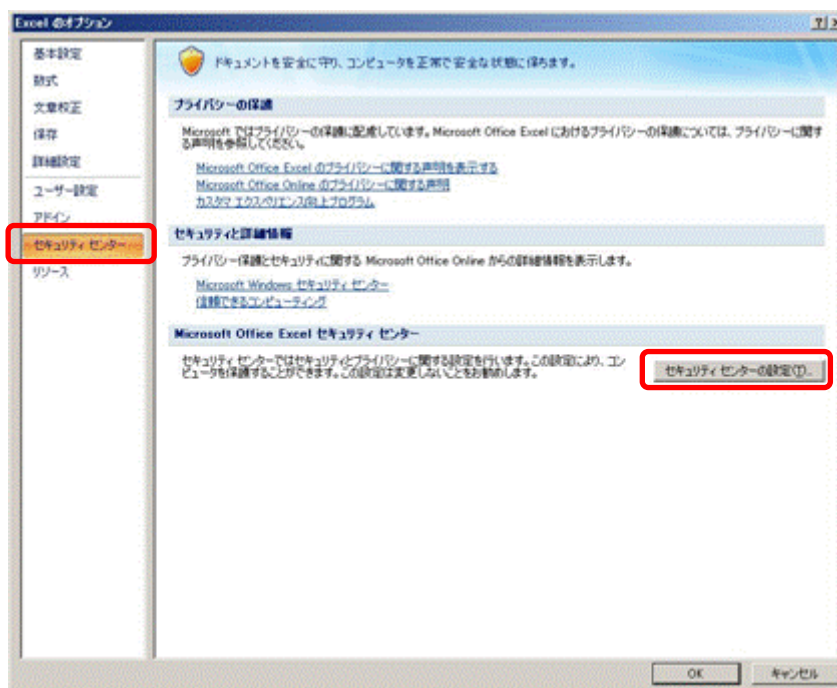 Excel のオプション
基本設定
数式
文章校正
保存
詳細設定
ユーザー設定
アドイン
セキュリティ センター
リソース
ドキュメントを安全に守り、コンピュータを正常で安全な状態に保ちます。
プライバシーの保護
Microsoft ではプライバシーの保護に配慮しています。Microsoft Office Excel におけるプライバシーの保護については、プライバシーに関す
る声明を参照してください。
Microsoft Office Excel のプライバシーに関する声明を表示する
Microsoft Office Online のプライバシーに関する声明
カスタマ エクスペリエンス向上プログラム
セキュリティと詳細情報
プライバシー保護とセキュリティに関する Microsoft Office Online からの詳細情報を表示します。
Microsoft Windows セキュリティ センター
信頼できるコンピューティング
Microsoft Office Excel セキュリティ センター
セキュリティ センターではセキュリティとプライバシーに関する設定を行います。この設定により、コン
ピュータを保護することができます。この設定は変更しないことをお勧めします。
セキュリティ センターの設定(T)...
OK
キャンセル